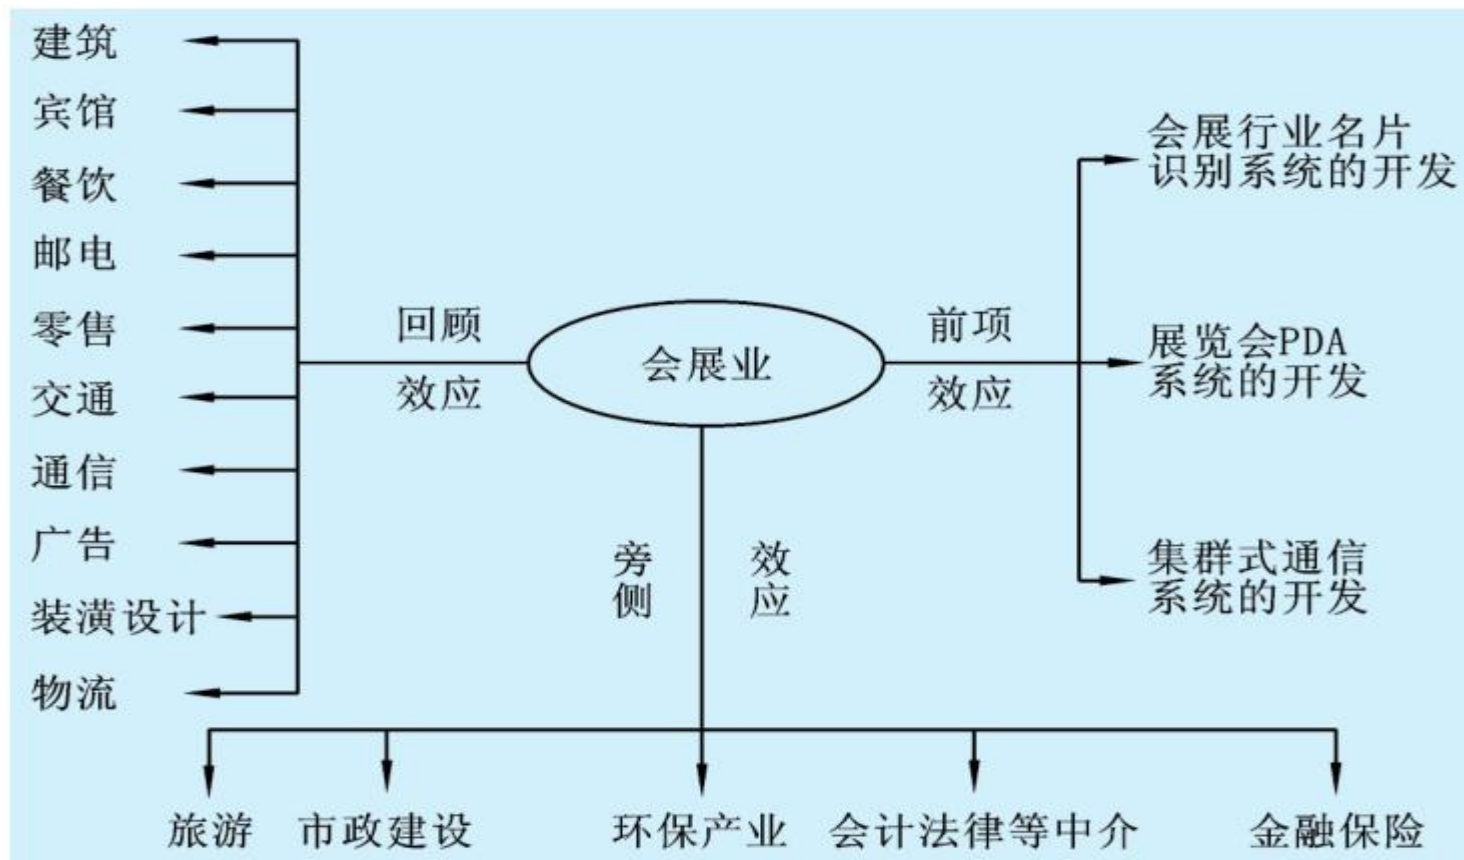 建筑
宾馆
餐饮
邮电
零售
交通
通信
广告
装潢设计
物流
回顾
效应
会展业
前项
效应
会展行业名片
识别系统的开发
展览会PDA
系统的开发
集群式通信
系统的开发
旁侧
效应
旅游
市政建设
环保产业
会计法律等中介
金融保险